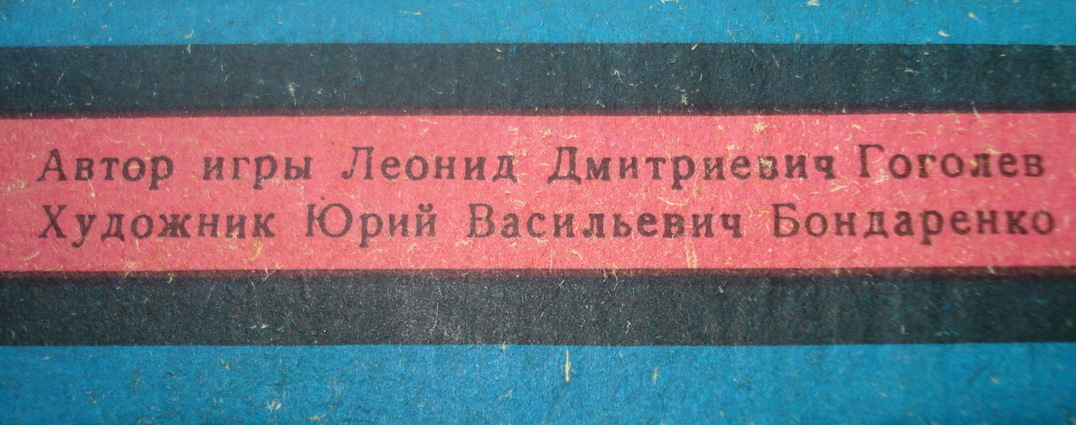 Автор игры Леонид Дмитриевич Гоголев
Художник Юрий Васильевич Бондаренко